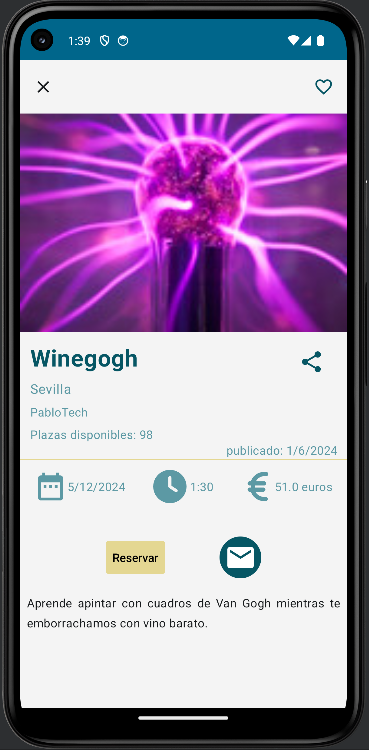 1:39
Winegogh
Sevilla
PabloTech
Plazas disponibles: 98
publicado: 1/6/2024
5/12/2024 1:30 51.0 euros
Reservar
Aprende apintar con cuadros de Van Gogh mientras te
emborrachamos con vino barato.